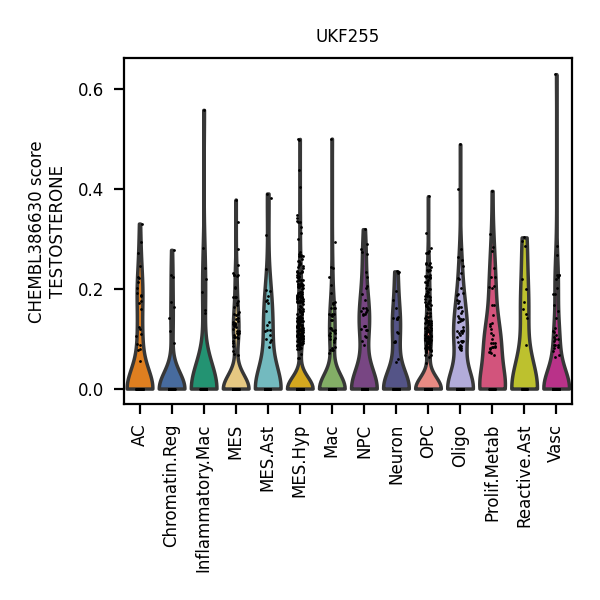 UKF255
CHEMBL386630 score
TESTOSTERONE
0.6
0.4
0.2
0.0
AC
Chromatin.Reg
Inflammatory.Mac
MES
MES.Ast
MES.Hyp
Mac
NPC
Neuron
OPC
Oligo
Prolif.Metab
Reactive.Ast
Vasc